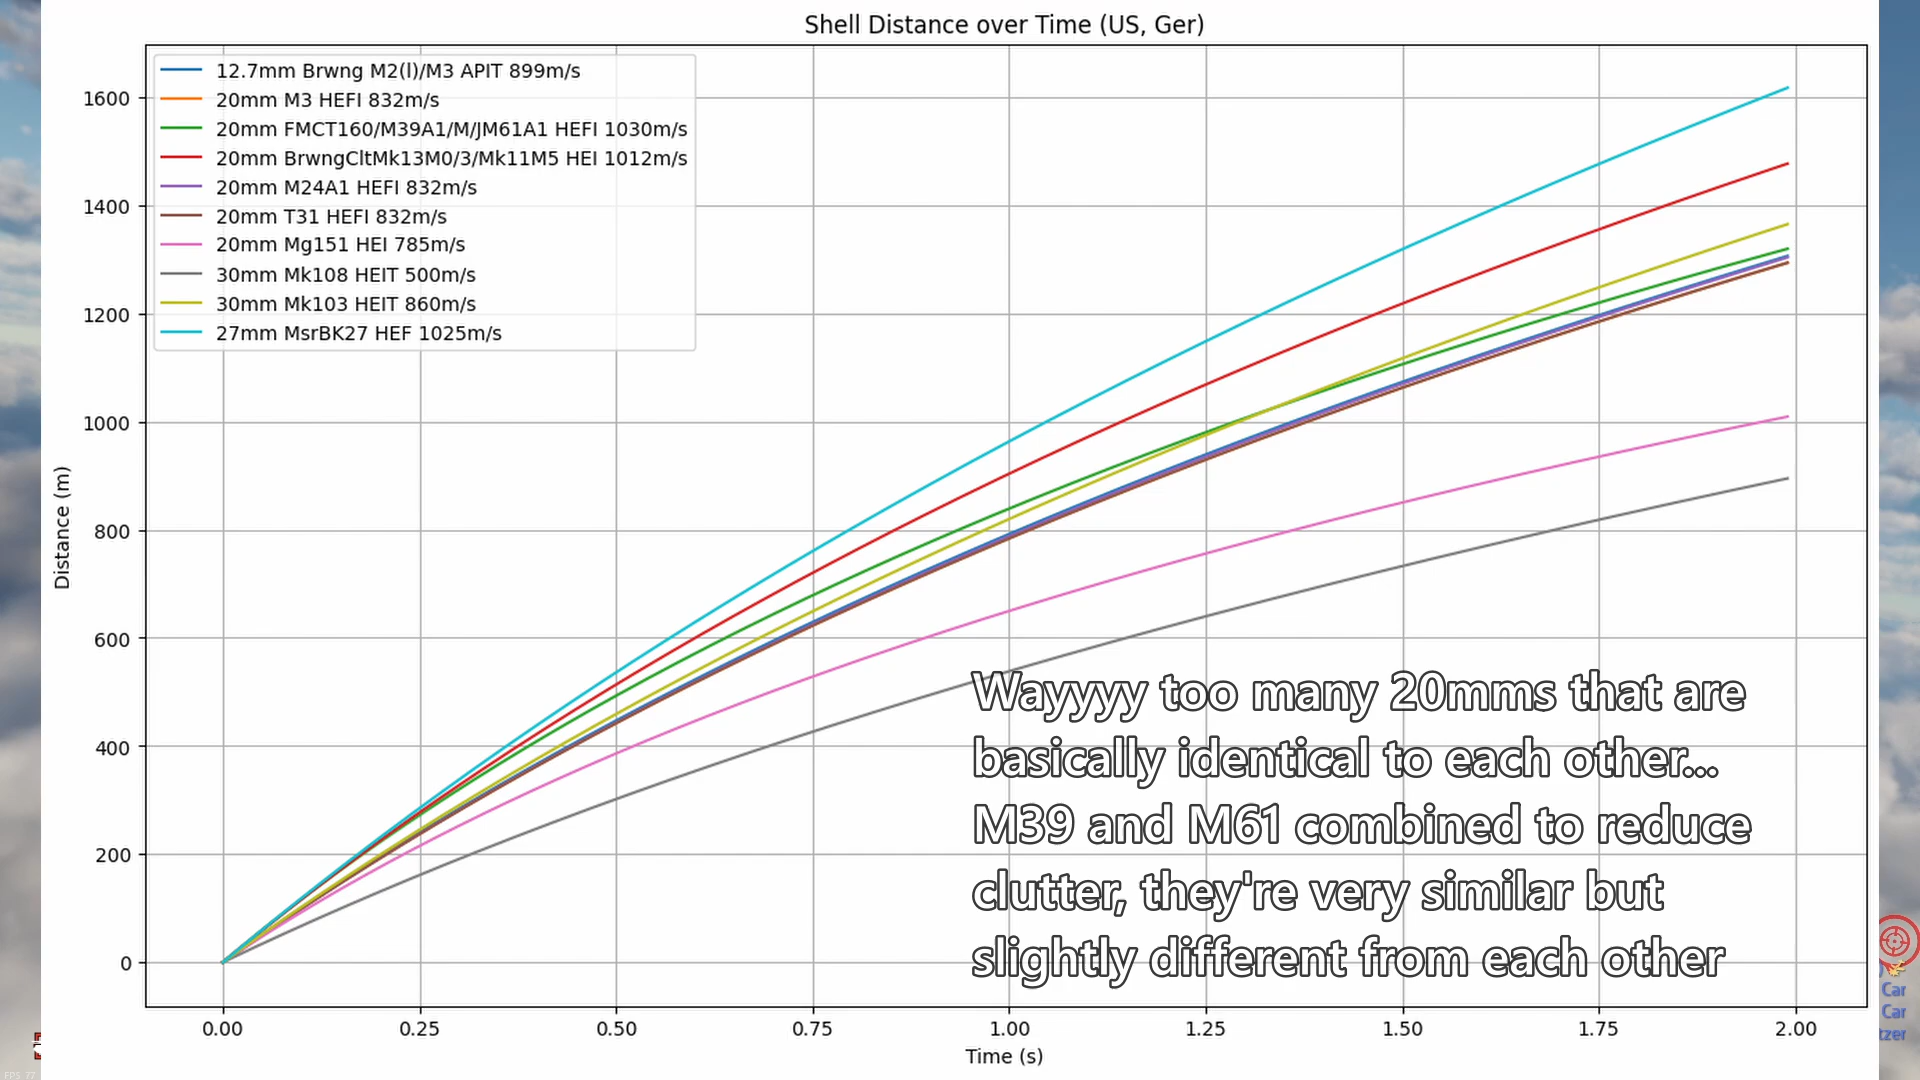 Shell Distance over Time (US, Ger)
12.7mm Brwng M2(l)/M3 APIT 899m/s
20mm M3 HEFI 832m/s
20mm FMCT160/M39A1/M/JM61A1 HEFI 1030m/s
20mm BrwngCltMk13M0/3/Mk11M5 HEI 1012m/s
20mm M24A1 HEFI 832m/s
20mm T31 HEFI 832m/s
20mm Mg151 HEI 785m/s
30mm Mk108 HEIT 500m/s
30mm Mk103 HEIT 860m/s
27mm MsrBK27 HEF 1025m/s
1600
1400
1200
1000
800
600
400
200
0
Distance (m)
Wayyyy too many 20mms that are
basically identical to each other...
M39 and M61 combined to reduce
clutter, they're very similar but
slightly different from each other
0.00 0.25 0.50 0.75 1.00 1.25 1.50 1.75 2.00
Time (s)
Car
Car
tzer
FPS 77